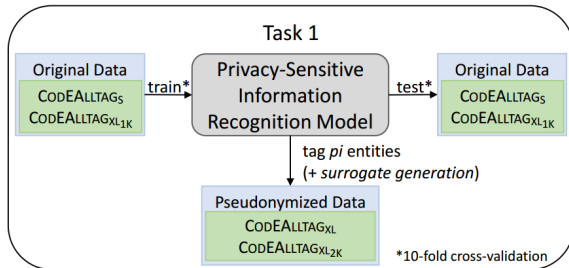 Task 1
Original Data
CODEALLTAGS
CODEALLTAGXL1K
train*
Privacy-Sensitive
Information
Recognition Model
test*
Original Data
CODEALLTAGS
CODEALLTAGXL1K
tag pi entities
(+ surrogate generation)
Pseudonymized Data
CODEALLTAGXL
CODEALLTAGXL2K
*10-fold cross-validation